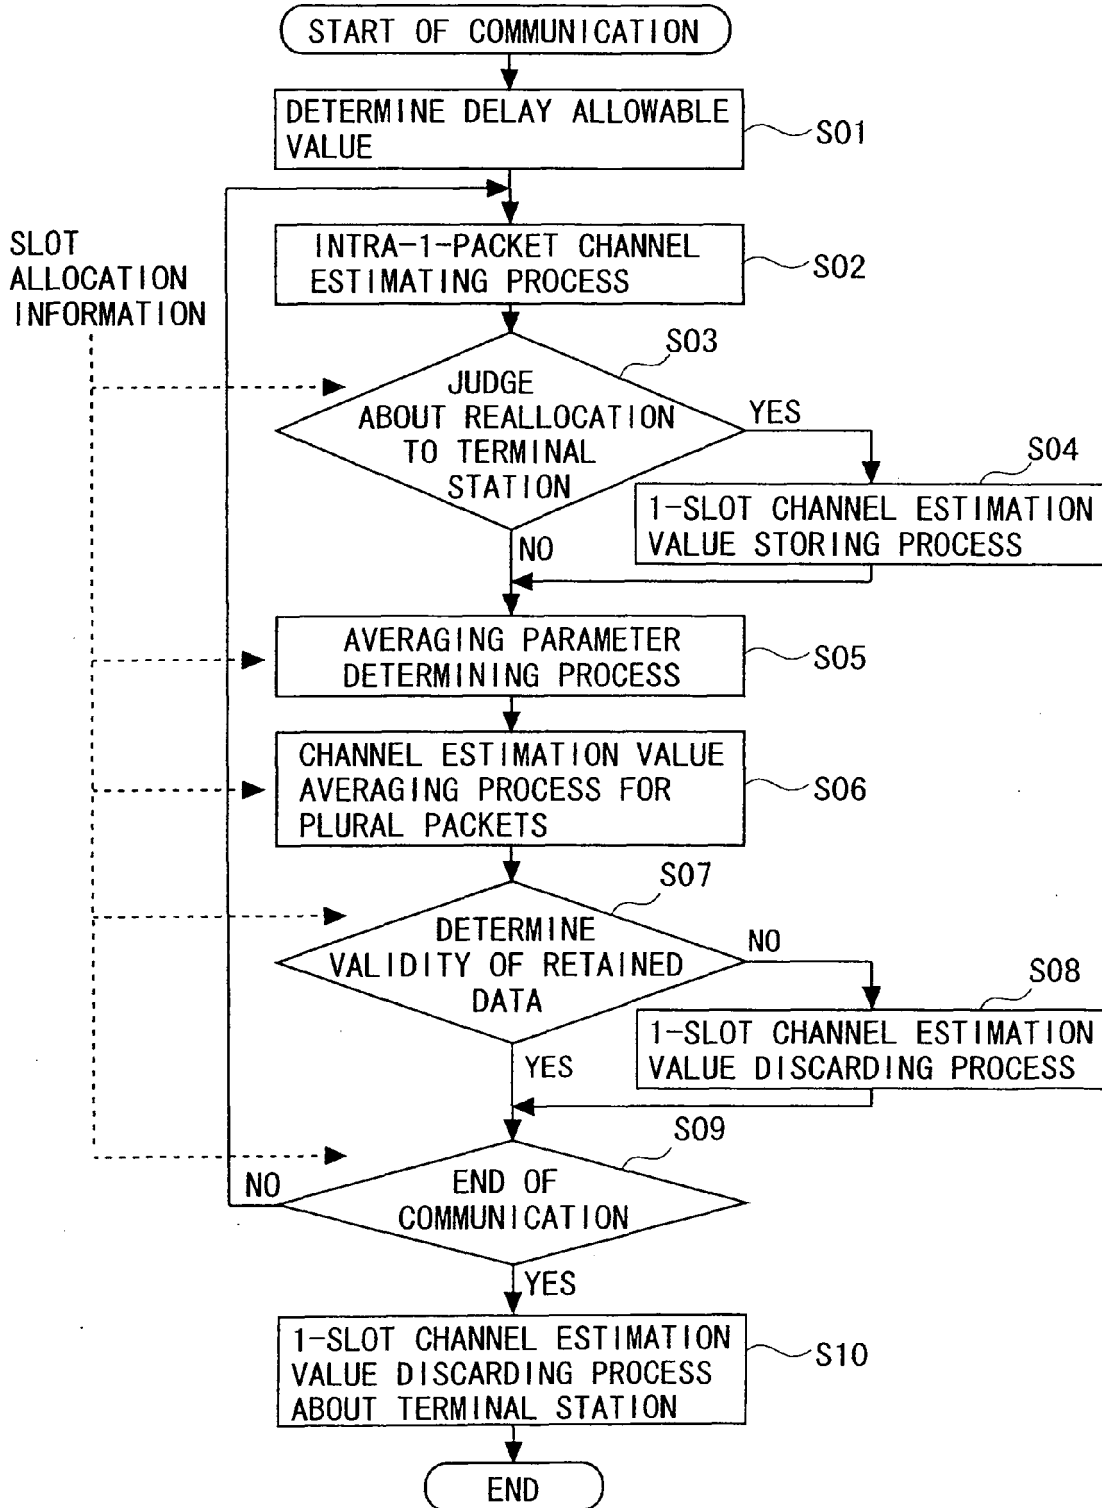 START OF COMMUNICATION
DETERMINE DELAY ALLOWABLE
VALUE
S01
SLOT
ALLOCATION
INFORMATION
INTRA-1-PACKET CHANNEL
ESTIMATING PROCESS
S02
S03
JUDGE
ABOUT REALLOCATION
TO TERMINAL
STATION
YES
NO
S04
1-SLOT CHANNEL ESTIMATION
VALUE STORING PROCESS
AVERAGING PARAMETER
DETERMINING PROCESS
S05
CHANNEL ESTIMATION VALUE
AVERAGING PROCESS FOR
PLURAL PACKETS
S06
S07
DETERMINE
VALIDITY OF RETAINED
DATA
NO
YES
S08
1-SLOT CHANNEL ESTIMATION
VALUE DISCARDING PROCESS
S09
END OF
COMMUNICATION
NO
YES
1-SLOT CHANNEL ESTIMATION
VALUE DISCARDING PROCESS
ABOUT TERMINAL STATION
S10
END